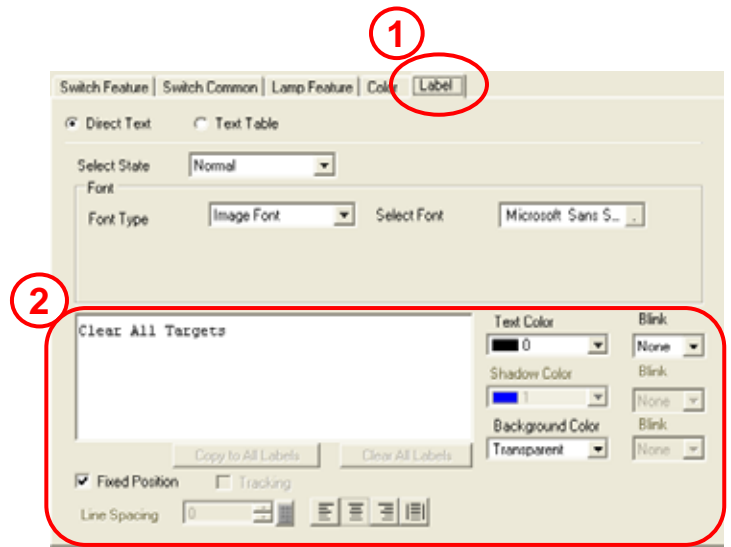 1
Switch Feature Switch Common Lamp Feature Color Label
Direct Text Text Table
Select State Normal
Font
Font Type Image Font Select Font Microsoft Sans S... .
2
Clear All Targets
Text Color Blink
0 None
Shadow Color Blink
1 None
Background Color Blink
Transparent None
Copy to All Labels Clear All Labels
Fixed Position Tracking
Line Spacing 0